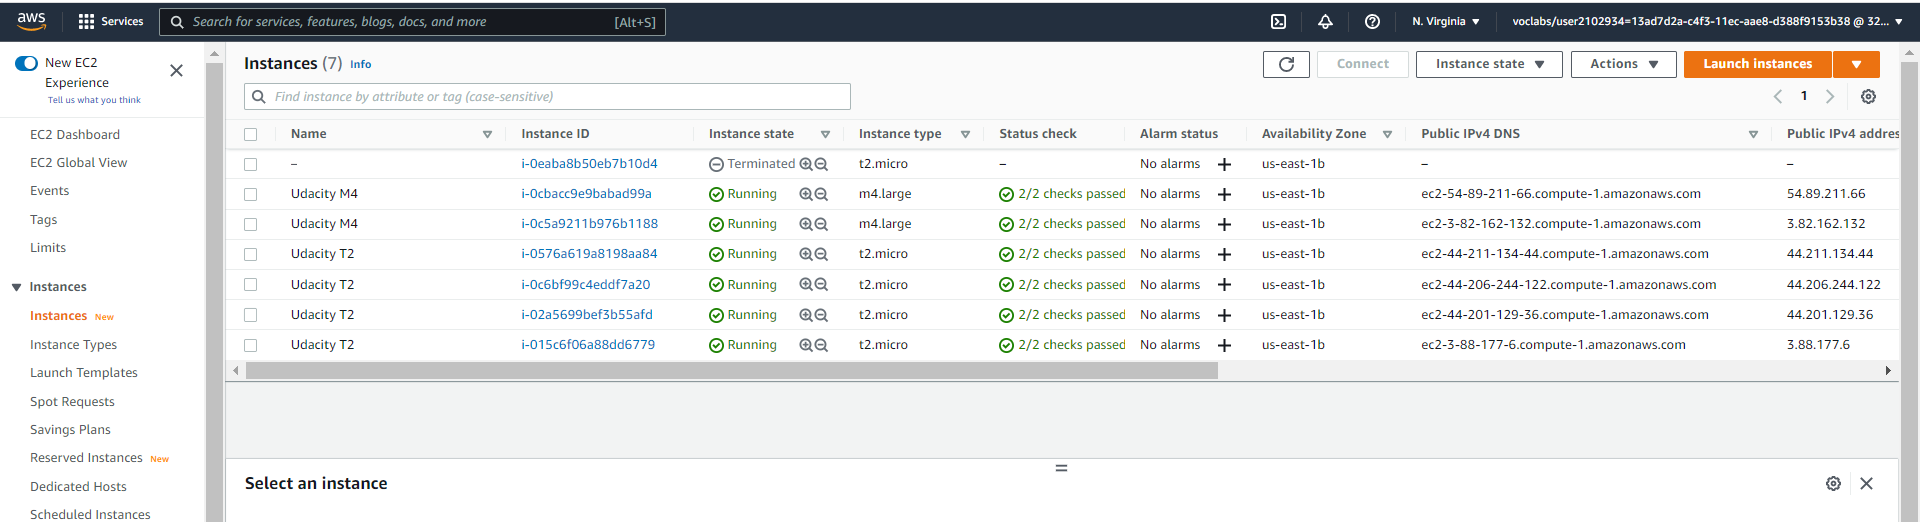 aws Services Search for services, features, blogs, docs, and more [Alt+S] N. Virginia voclabs/user2102934=13ad7d2a-c4f3-11ec-aae8-d388f9153b38 @ 32...
New EC2
Experience
Tell us what you think
EC2 Dashboard
EC2 Global View
Events
Tags
Limits
Instances
Instances New
Instance Types
Launch Templates
Spot Requests
Savings Plans
Reserved Instances New
Dedicated Hosts
Scheduled Instances
Instances (7) Info Connect Instance state Actions Launch instances
Find instance by attribute or tag (case-sensitive) 1
Name Instance ID Instance state Instance type Status check Alarm status Availability Zone Public IPv4 DNS Public IPv4 addres
– i-0eaba8b50eb7b10d4 Terminated t2.micro – No alarms + us-east-1b – –
Udacity M4 i-0cbacc9e9babad99a Running m4.large 2/2 checks passed No alarms + us-east-1b ec2-54-89-211-66.compute-1.amazonaws.com 54.89.211.66
Udacity M4 i-0c5a9211b976b1188 Running m4.large 2/2 checks passed No alarms + us-east-1b ec2-3-82-162-132.compute-1.amazonaws.com 3.82.162.132
Udacity T2 i-0576a619a8198aa84 Running t2.micro 2/2 checks passed No alarms + us-east-1b ec2-44-211-134-44.compute-1.amazonaws.com 44.211.134.44
Udacity T2 i-0c6bf99c4eddf7a20 Running t2.micro 2/2 checks passed No alarms + us-east-1b ec2-44-206-244-122.compute-1.amazonaws.com 44.206.244.122
Udacity T2 i-02a5699bef3b55afd Running t2.micro 2/2 checks passed No alarms + us-east-1b ec2-44-201-129-36.compute-1.amazonaws.com 44.201.129.36
Udacity T2 i-015c6f06a88dd6779 Running t2.micro 2/2 checks passed No alarms + us-east-1b ec2-3-88-177-6.compute-1.amazonaws.com 3.88.177.6
Select an instance